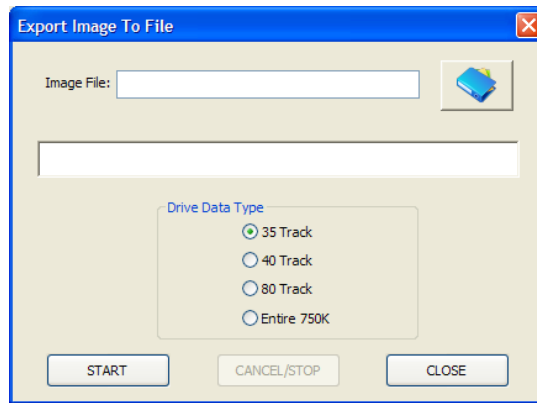 Export Image To File
Image File:
Drive Data Type
35 Track
40 Track
80 Track
Entire 750K
START CANCEL/STOP CLOSE